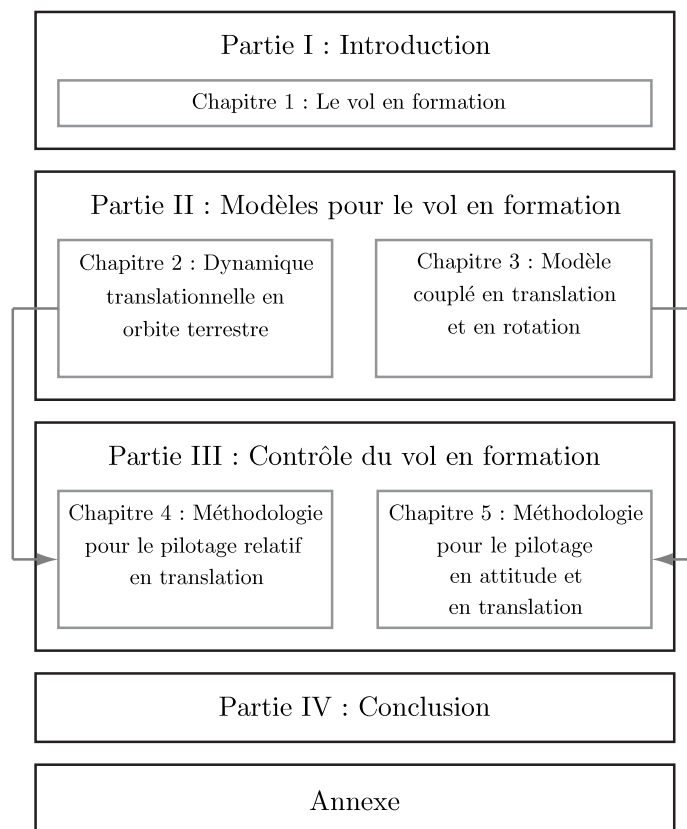 Partie I : Introduction
Chapitre 1 : Le vol en formation
Partie II : Modèles pour le vol en formation
Chapitre 2 : Dynamique
translationnelle en
orbite terrestre
Chapitre 3 : Modèle
couplé en translation
et en rotation
Partie III : Contrôle du vol en formation
Chapitre 4 : Méthodologie
pour le pilotage relatif
en translation
Chapitre 5 : Méthodologie
pour le pilotage
en attitude et
en translation
Partie IV : Conclusion
Annexe